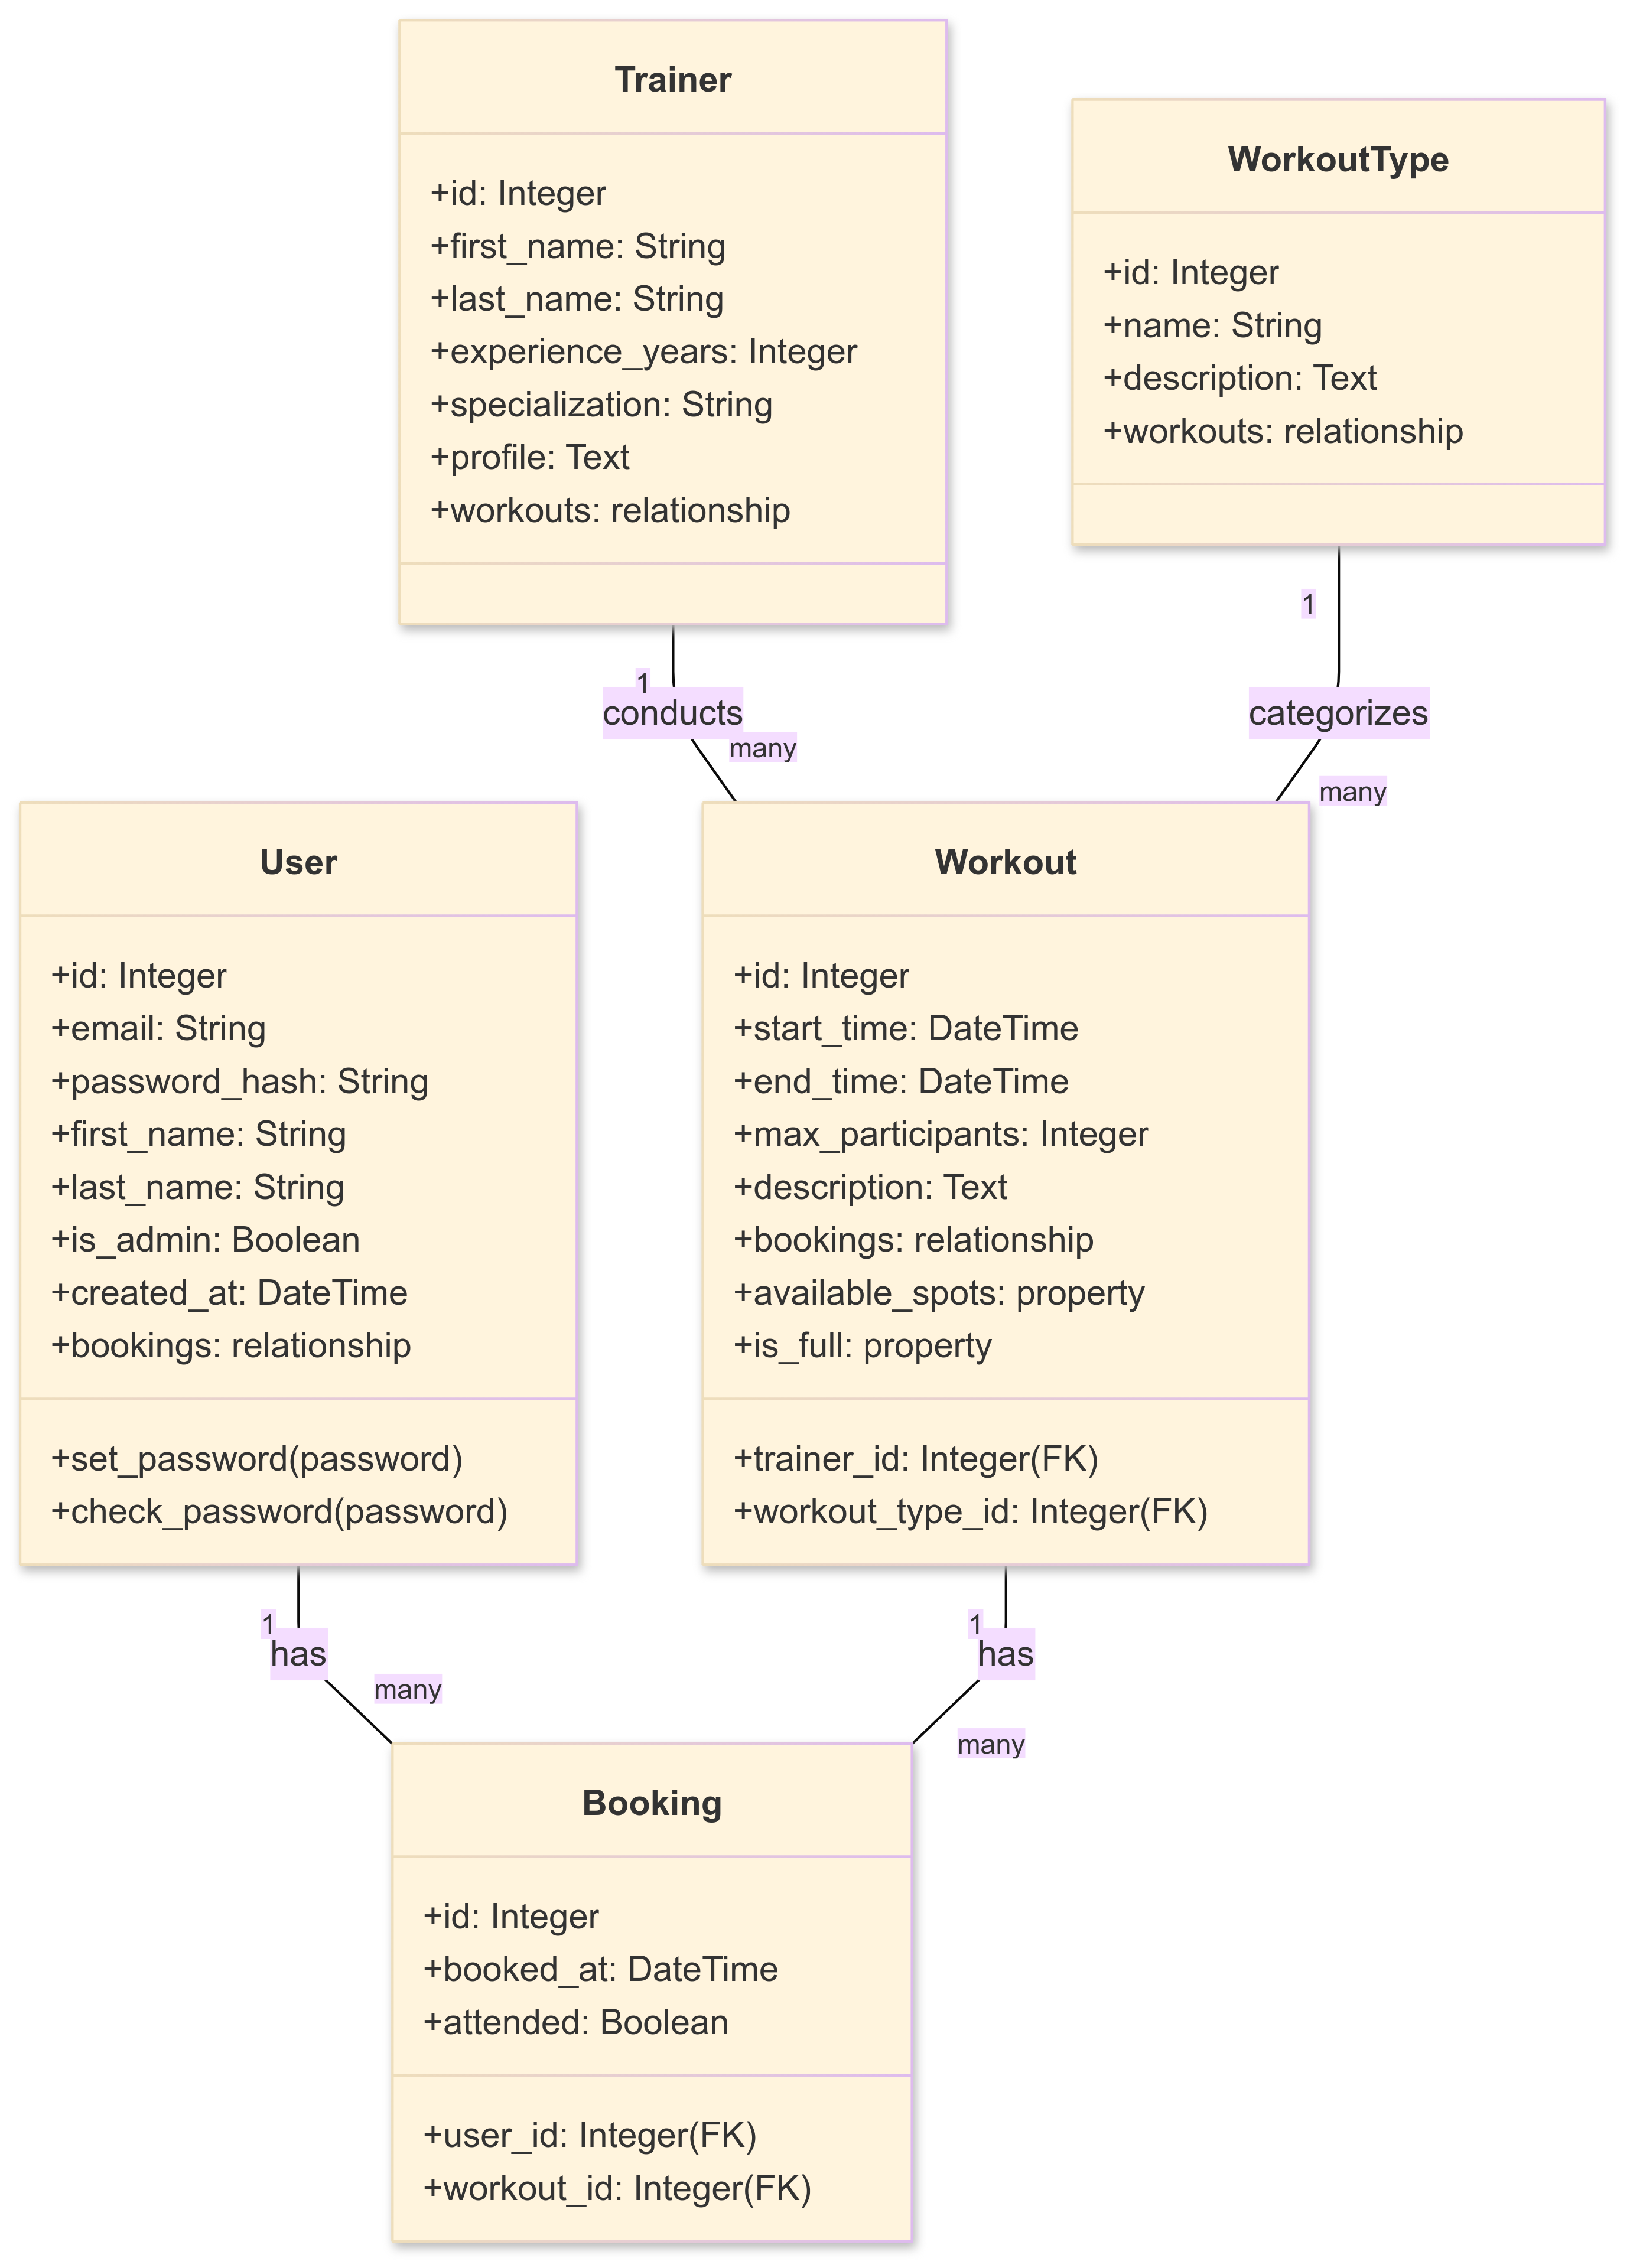 Trainer
+id: Integer
+first_name: String
+last_name: String
+experience_years: Integer
+specialization: String
+profile: Text
+workouts: relationship
WorkoutType
+id: Integer
+name: String
+description: Text
+workouts: relationship
1
conducts
many
1
categorizes
many
User
+id: Integer
+email: String
+password_hash: String
+first_name: String
+last_name: String
+is_admin: Boolean
+created_at: DateTime
+bookings: relationship
+set_password(password)
+check_password(password)
Workout
+id: Integer
+start_time: DateTime
+end_time: DateTime
+max_participants: Integer
+description: Text
+bookings: relationship
+available_spots: property
+is_full: property
+trainer_id: Integer(FK)
+workout_type_id: Integer(FK)
1
has
many
1
has
many
Booking
+id: Integer
+booked_at: DateTime
+attended: Boolean
+user_id: Integer(FK)
+workout_id: Integer(FK)